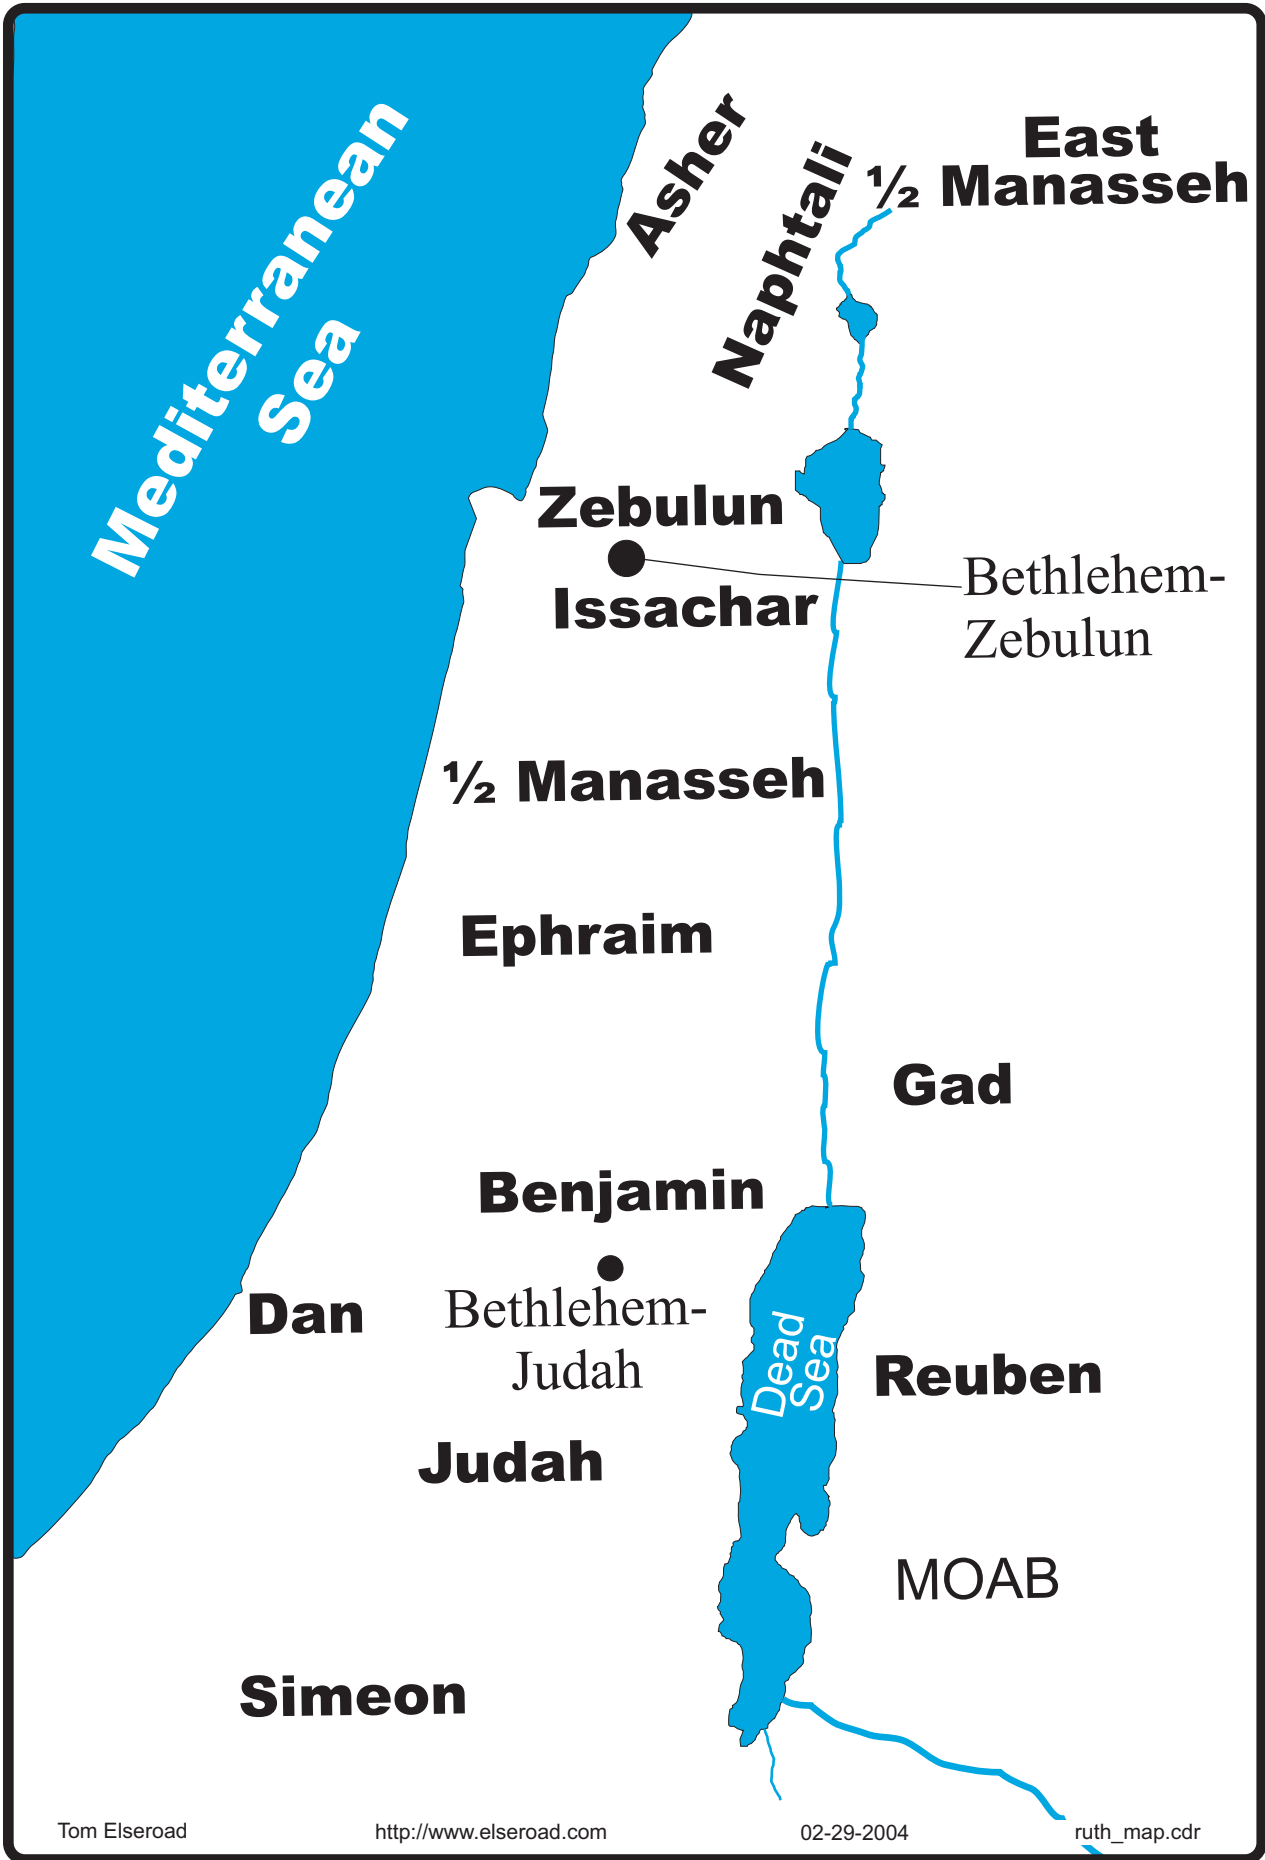 Mediterranean
Sea
Asher
Naphtali
East
½ Manasseh
Zebulun
Bethlehem-
Zebulun
Issachar
½ Manasseh
Ephraim
Gad
Benjamin
Dan
Bethlehem-
Judah
Dead
Sea
Reuben
Judah
MOAB
Simeon
Tom Elseroad
http://www.elseroad.com
02-29-2004
ruth_map.cdr